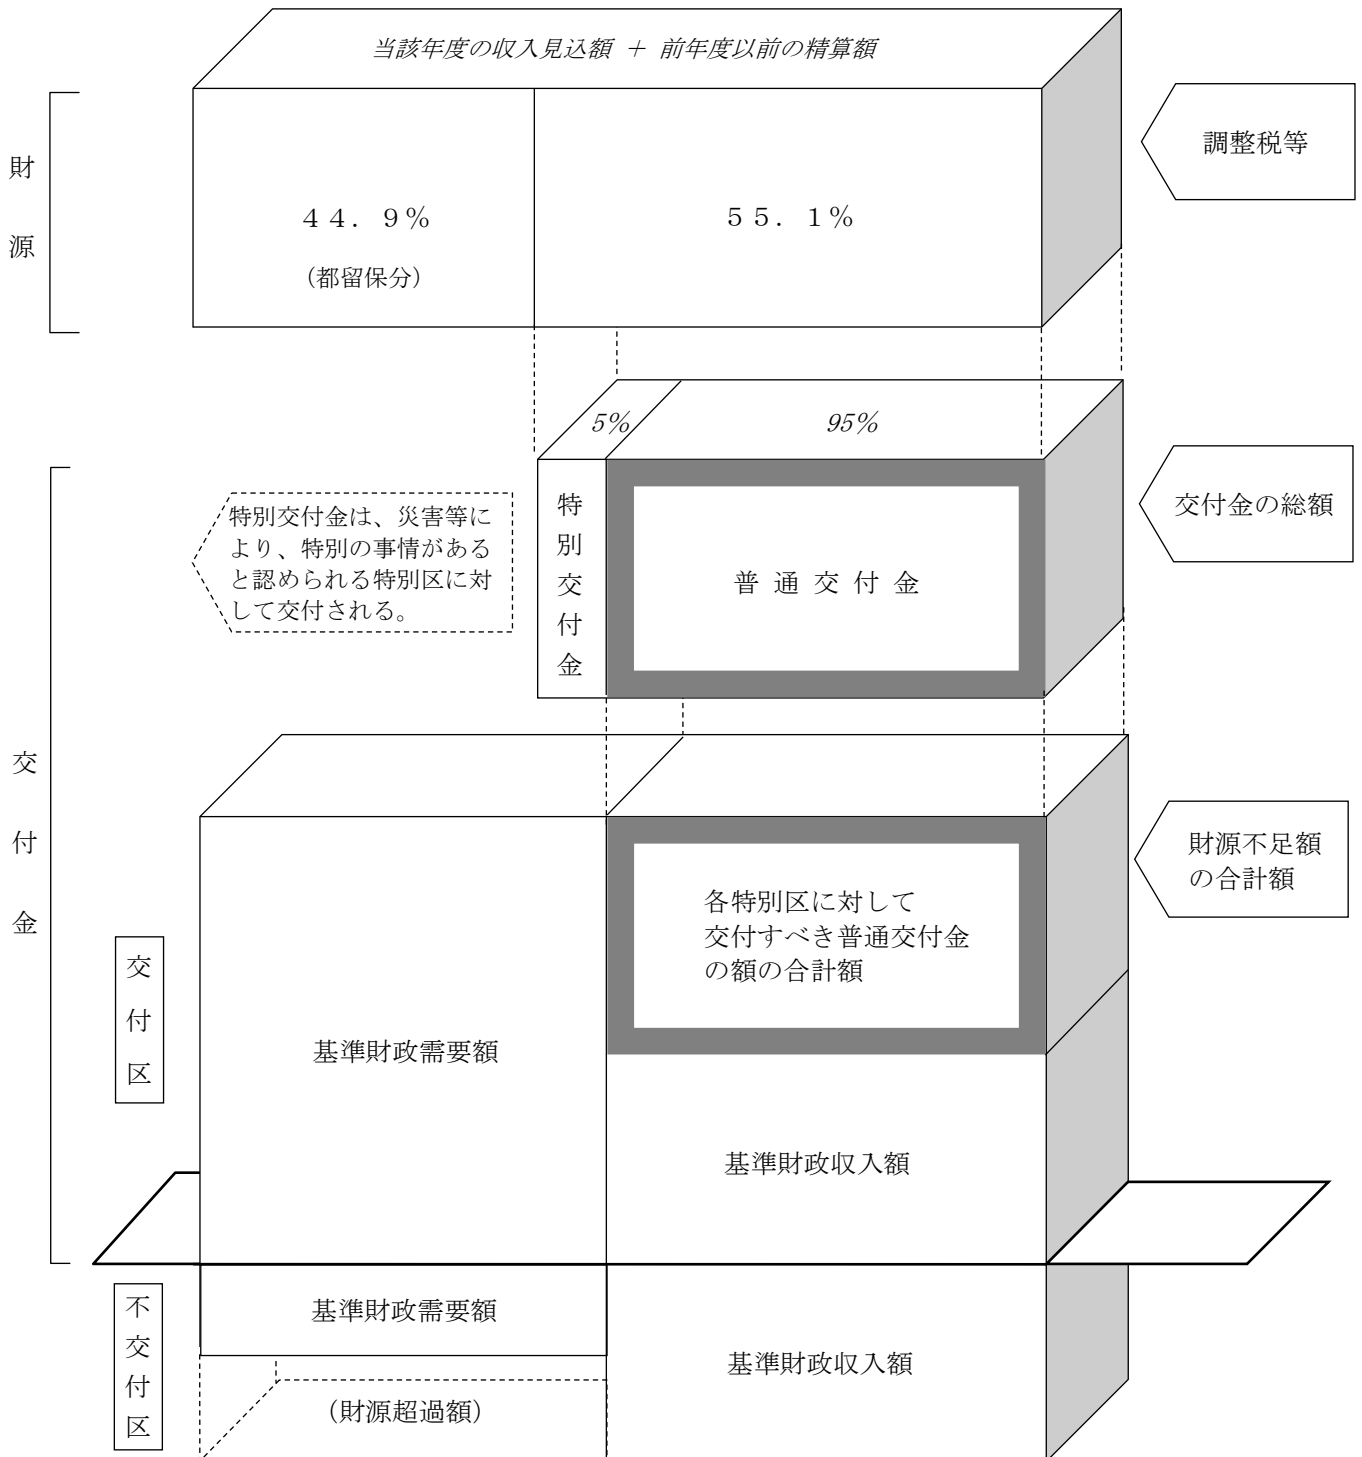 当該年度の収入見込額 ＋ 前年度以前の精算額
調整税等
財源
４４．９％
（都留保分）
５５．１％
5%
95%
交付金の総額
特別交付金は、災害等に
より、特別の事情がある
と認められる特別区に対
して交付される。
特別交付金
普通交付金
交付金
財源不足額
の合計額
各特別区に対して
交付すべき普通交付金
の額の合計額
交付区
基準財政需要額
基準財政収入額
不交付区
基準財政需要額
基準財政収入額
（財源超過額）